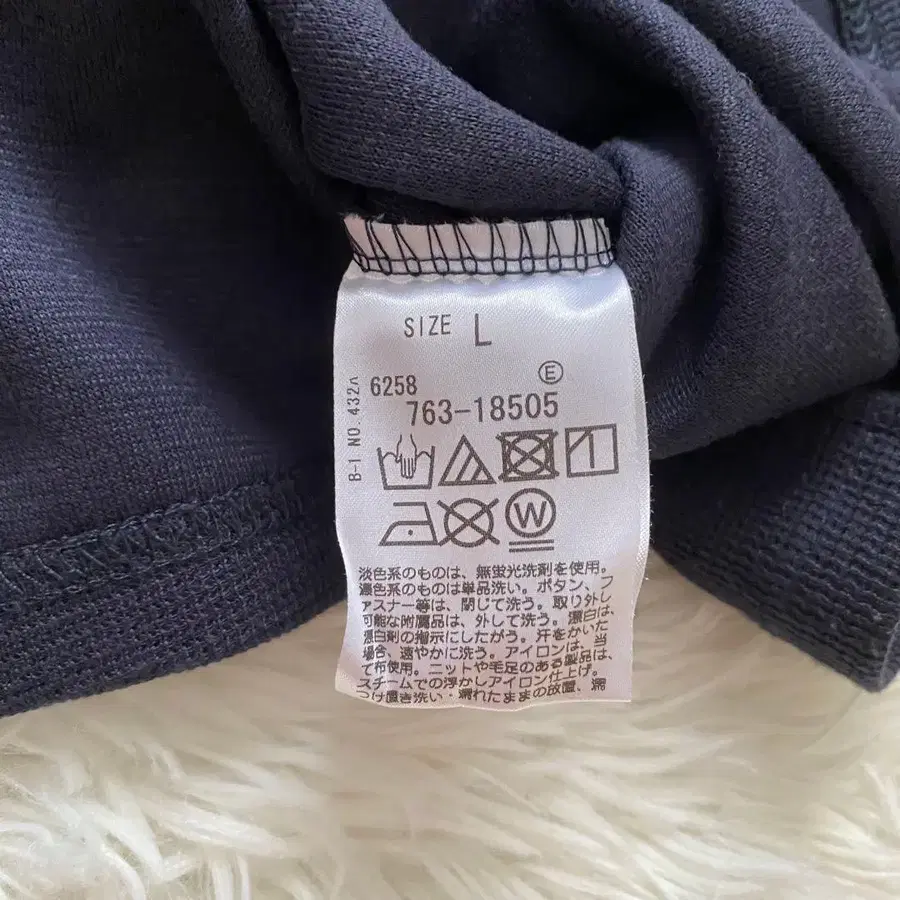 SIZE L
Ⓔ
6258
763-18505
B-1 NO. 432
W
淡色系のものは、無蛍光洗剤を使用。
濃色系のものは単品洗い。ボタン、フ
ァスナー等は、閉じて洗う。取り外し
可能な附属品は、外して洗う。漂白は、
漂白剤の指示にしたがう。汗をかいた
場合、速やかに洗う。アイロンは、当
て布使用。ニットや毛足のある製品は、
スチームでの浮かしアイロン仕上げ。
つけ置き洗い・濡れたままの放置、濡